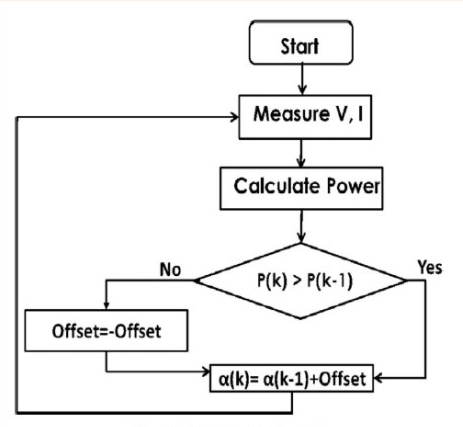 Start
Measure V, I
Calculate Power
No
P(k) > P(k-1)
Yes
Offset=-Offset
α(k)= α(k-1)+Offset